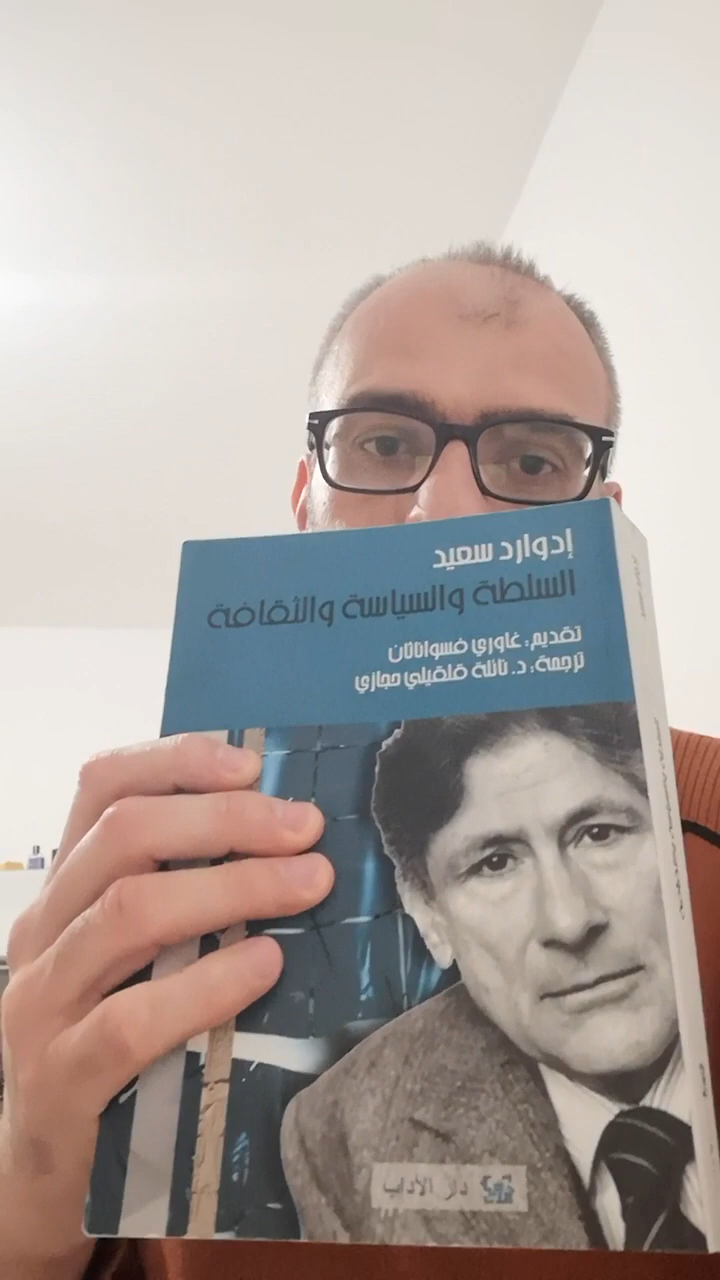 إدوارد سعيد
السلطة والسياسة والثقافة
تقديم: غاوري فسواناثان
ترجمة: د. نائلة قلقيلي حجازي
دار الآداب